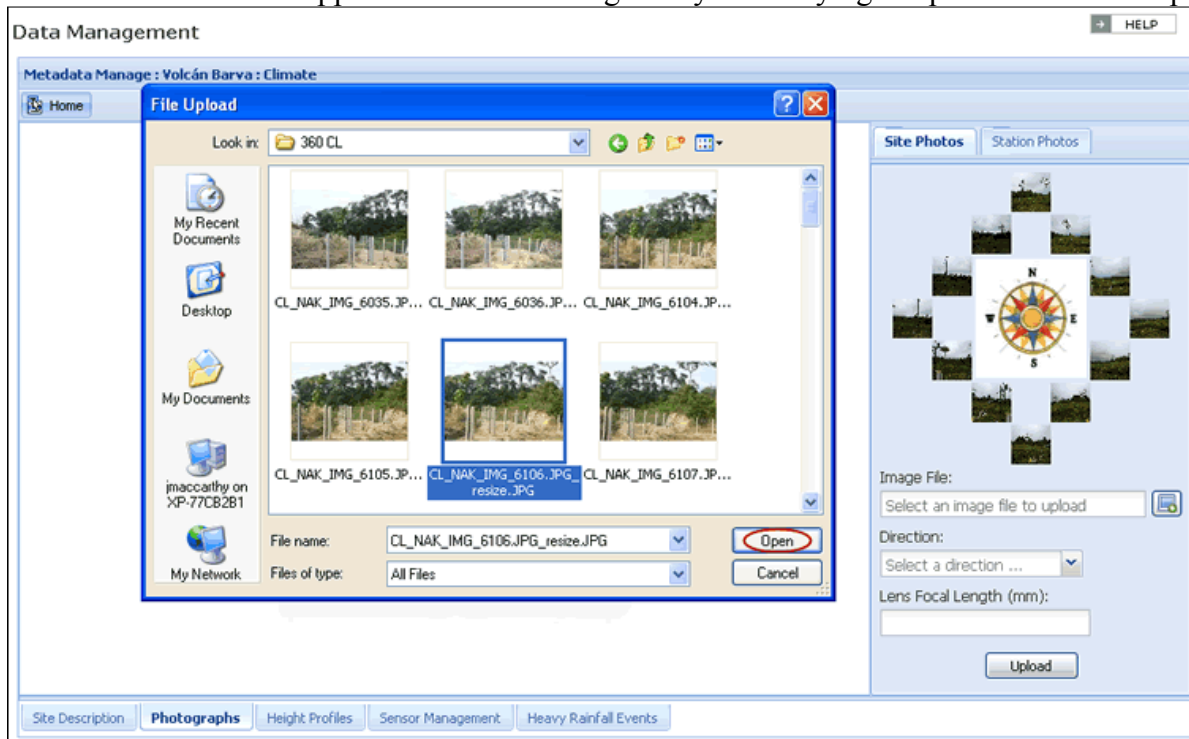 Data Management
HELP
Metadata Manage : Volcán Barva : Climate
Home
File Upload
Look in:
360 CL
My Recent
Documents
Desktop
My Documents
jmaccarthy on
XP-77CB2B1
My Network
CL_NAK_IMG_6035.JP...
CL_NAK_IMG_6036.JP...
CL_NAK_IMG_6104.JP...
CL_NAK_IMG_6105.JP...
CL_NAK_IMG_6106.JPG_
resize.JPG
CL_NAK_IMG_6107.JP...
File name:
CL_NAK_IMG_6106.JPG_resize.JPG
Open
Files of type:
All Files
Cancel
Site Photos
Station Photos
N
W
E
S
Image File:
Select an image file to upload
Direction:
Select a direction ...
Lens Focal Length (mm):
Upload
Site Description
Photographs
Height Profiles
Sensor Management
Heavy Rainfall Events